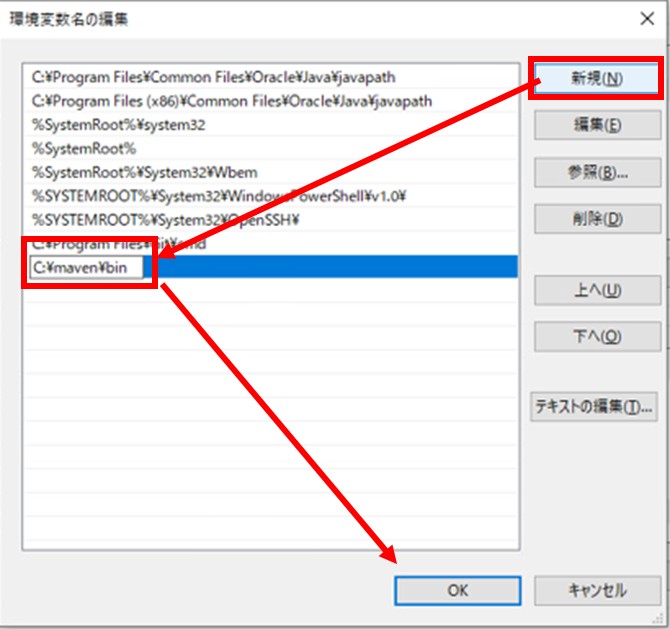 環境変数名の編集
C:¥Program Files¥Common Files¥Oracle¥Java¥javapath
C:¥Program Files (x86)¥Common Files¥Oracle¥Java¥javapath
%SystemRoot%¥system32
%SystemRoot%
%SystemRoot%¥System32¥Wbem
%SYSTEMROOT%¥System32¥WindowsPowerShell¥v1.0¥
%SYSTEMROOT%¥System32¥OpenSSH¥
C:¥Program Files¥Git¥cmd
C:¥maven¥bin
新規(N)
編集(E)
参照(B)...
削除(D)
上へ(U)
下へ(O)
テキストの編集(T)...
OK
キャンセル